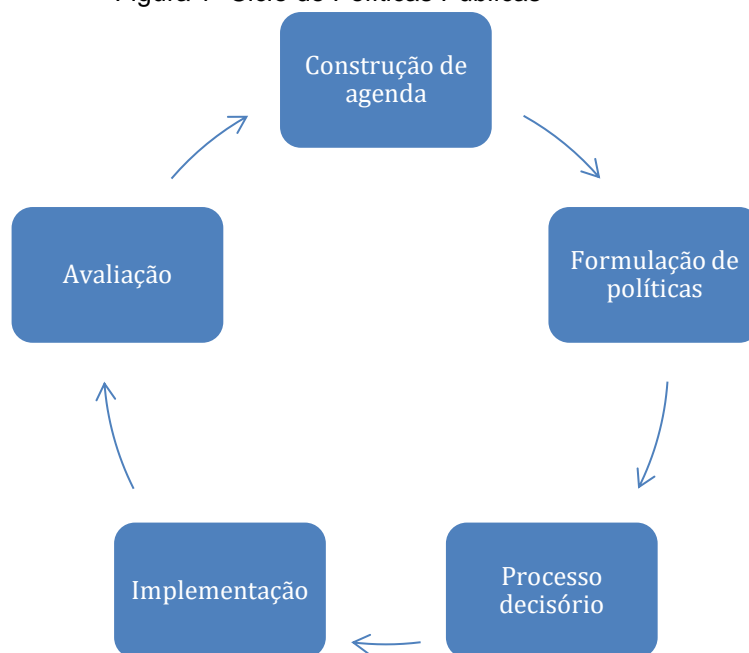 Construção de
agenda
Formulação de
políticas
Processo
decisório
Implementação
Avaliação